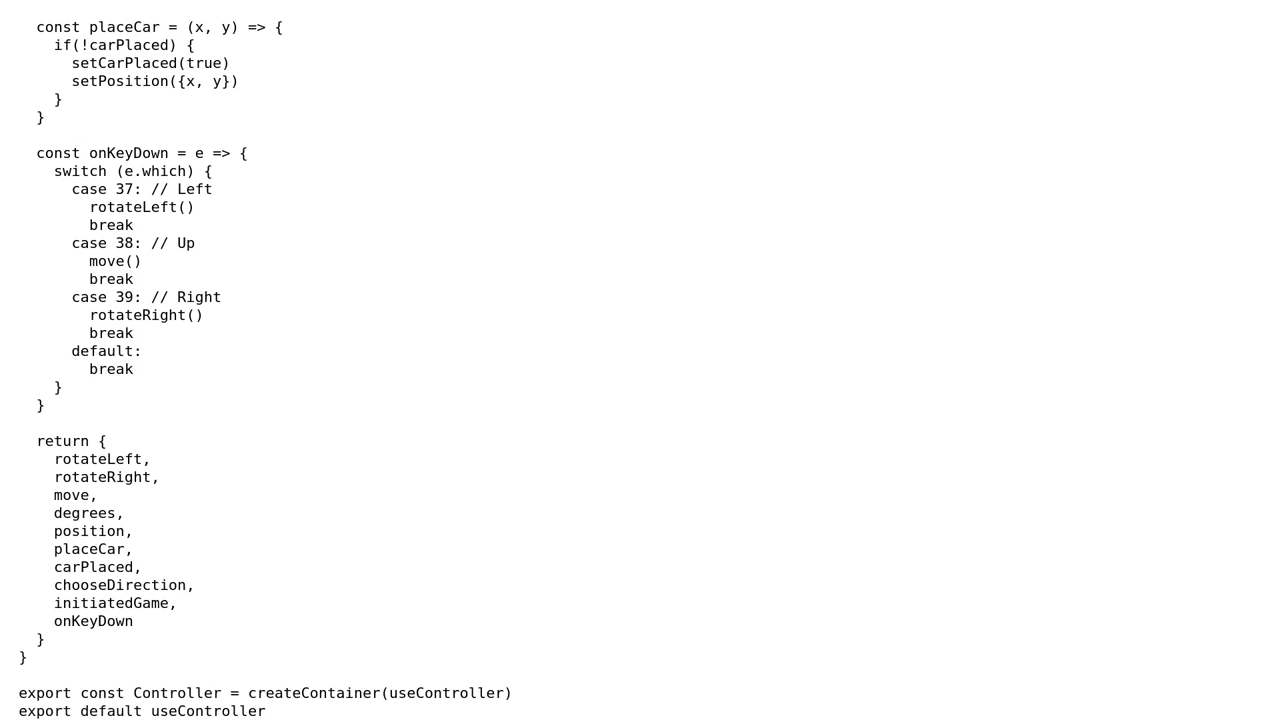 const placeCar = (x, y) => {
    if(!carPlaced) {
      setCarPlaced(true)
      setPosition({x, y})
    }
  }

  const onKeyDown = e => {
    switch (e.which) {
      case 37: // Left
        rotateLeft()
        break
      case 38: // Up
        move()
        break
      case 39: // Right
        rotateRight()
        break
      default:
        break
    }
  }

  return {
    rotateLeft,
    rotateRight,
    move,
    degrees,
    position,
    placeCar,
    carPlaced,
    chooseDirection,
    initiatedGame,
    onKeyDown
  }
}

export const Controller = createContainer(useController)
export default useController